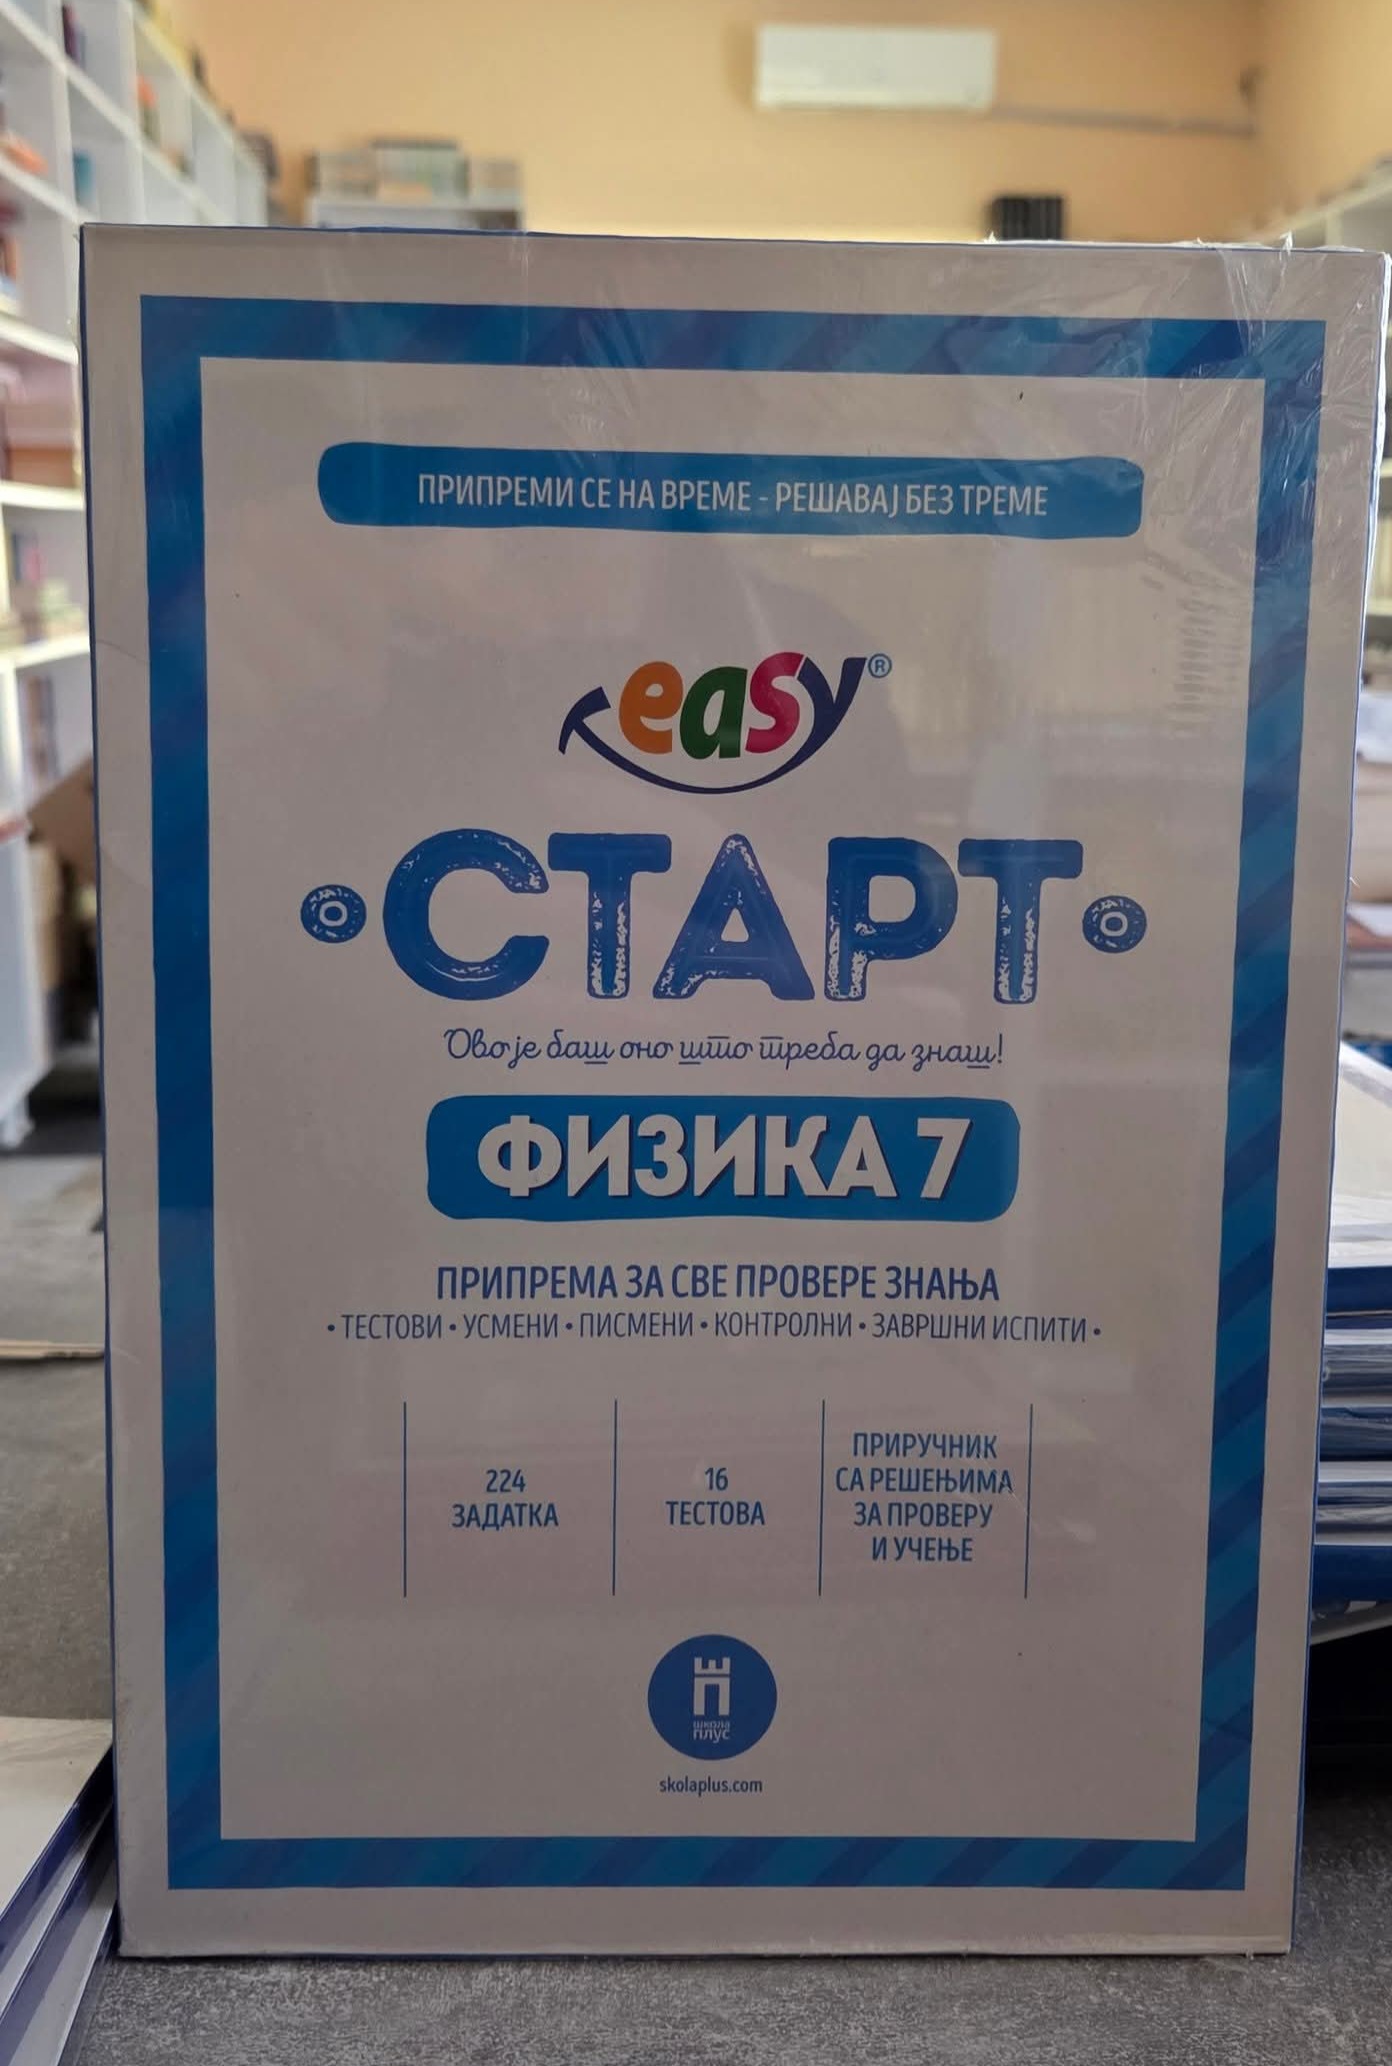 ПРИПРЕМИ СЕ НА ВРЕМЕ - РЕШАВАЈ БЕЗ ТРЕМЕ
easy®
СТАРТ
Ово је баш оно што треба да знаш!
ФИЗИКА 7
ПРИПРЕМА ЗА СВЕ ПРОВЕРЕ ЗНАЊА
• ТЕСТОВИ • УСМЕНИ • ПИСМЕНИ • КОНТРОЛНИ • ЗАВРШНИ ИСПИТИ •
224
ЗАДАТКА
16
ТЕСТОВА
ПРИРУЧНИК
СА РЕШЕЊИМА
ЗА ПРОВЕРУ
И УЧЕЊЕ
Ш
П
школа
плус
skolaplus.com